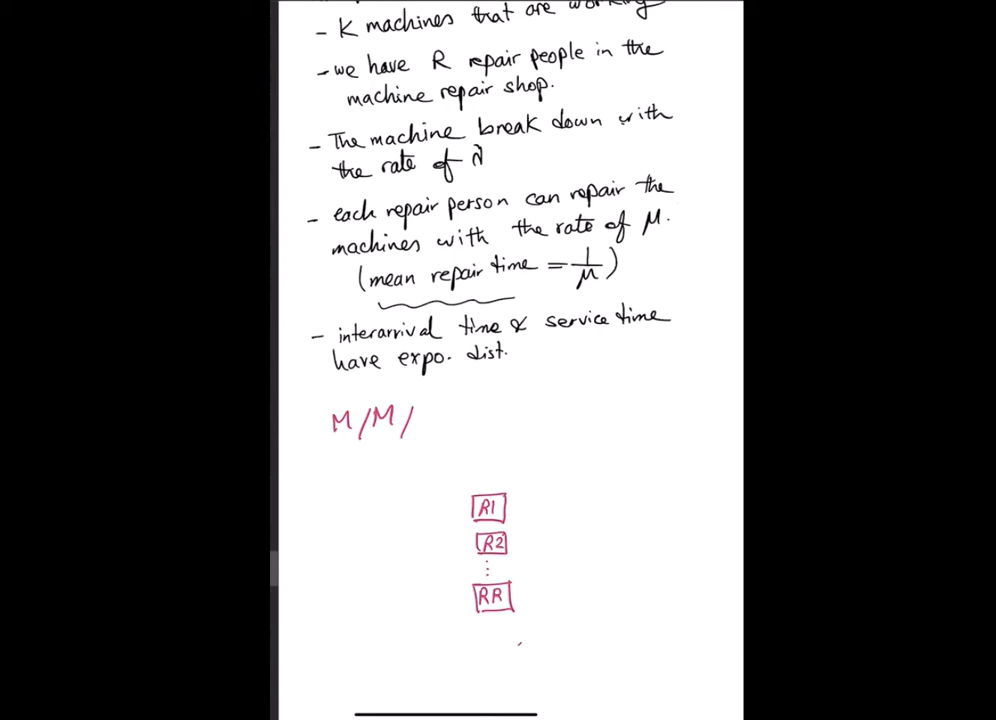 - K machines that are working
- we have R repair people in the
machine repair shop.
- The machine break down with
the rate of λ
- each repair person can repair the
machines with the rate of μ.
(mean repair time = 1/μ)
- interarrival time & service time
have expo. dist.
M/M/
R1
R2
⋮
RR